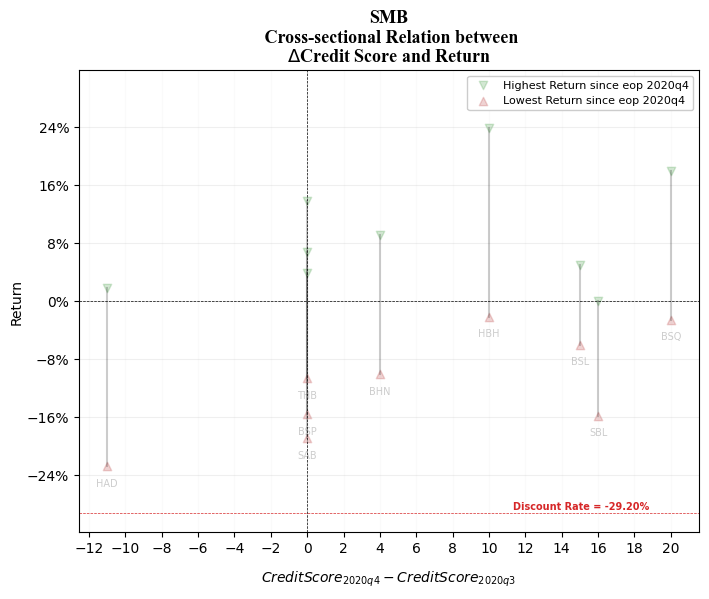 SMB
Cross-sectional Relation between
ΔCredit Score and Return
Highest Return since eop 2020q4
Lowest Return since eop 2020q4
24%
16%
8%
0%
−8%
−16%
−24%
Return
HBH
BSQ
BSL
BHN
THB
BSP
SBL
SAB
HAD
Discount Rate = -29.20%
−12 −10 −8 −6 −4 −2 0 2 4 6 8 10 12 14 16 18 20
CreditScore2020q4 − CreditScore2020q3